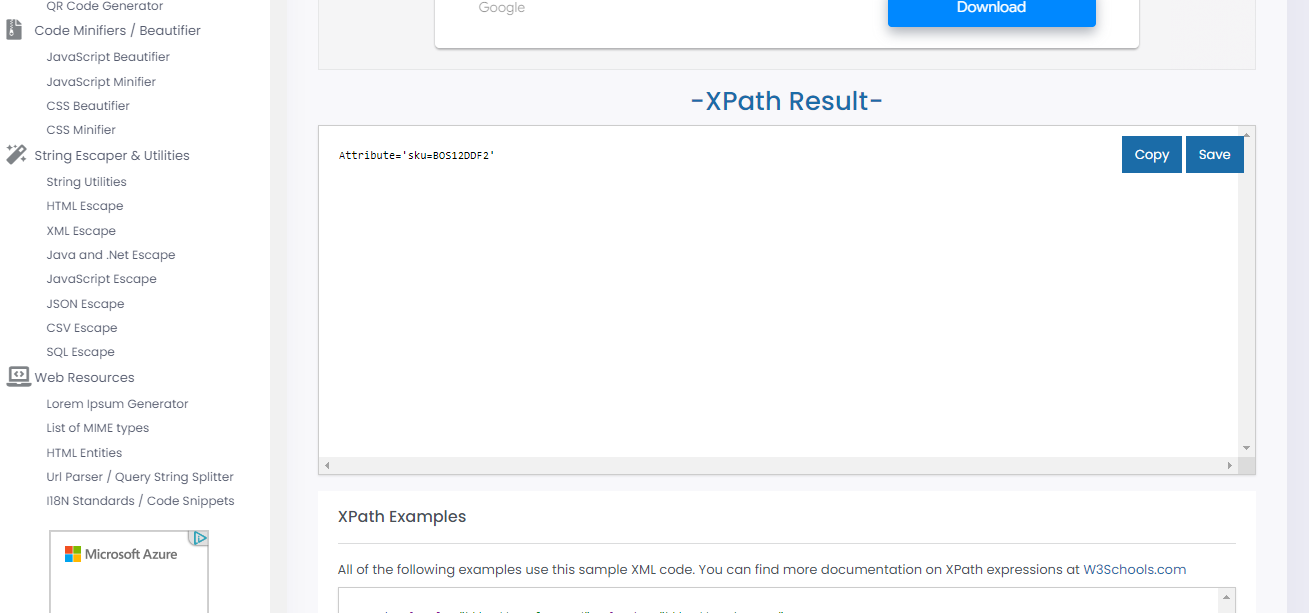 QR Code Generator
Code Minifiers / Beautifier
JavaScript Beautifier
JavaScript Minifier
CSS Beautifier
CSS Minifier
String Escaper & Utilities
String Utilities
HTML Escape
XML Escape
Java and .Net Escape
JavaScript Escape
JSON Escape
CSV Escape
SQL Escape
Web Resources
Lorem Ipsum Generator
List of MIME types
HTML Entities
Url Parser / Query String Splitter
I18N Standards / Code Snippets
Microsoft Azure
Google
Download
-XPath Result-
Attribute='sku=BOS12DDF2'
Copy
Save
XPath Examples
All of the following examples use this sample XML code. You can find more documentation on XPath expressions at W3Schools.com